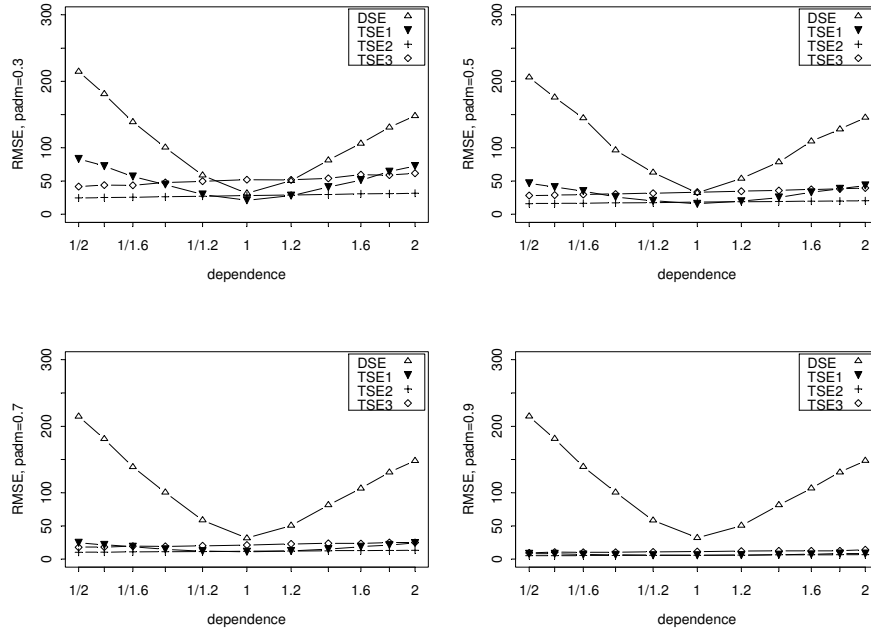 300
200
100
50
0
RMSE, padm=0.3
DSE
TSE1
TSE2
TSE3
1/2 1/1.6 1/1.2 1 1.2 1.6 2
dependence
300
200
100
50
0
RMSE, padm=0.5
DSE
TSE1
TSE2
TSE3
1/2 1/1.6 1/1.2 1 1.2 1.6 2
dependence
300
200
100
50
0
RMSE, padm=0.7
DSE
TSE1
TSE2
TSE3
1/2 1/1.6 1/1.2 1 1.2 1.6 2
dependence
300
200
100
50
0
RMSE, padm=0.9
DSE
TSE1
TSE2
TSE3
1/2 1/1.6 1/1.2 1 1.2 1.6 2
dependence